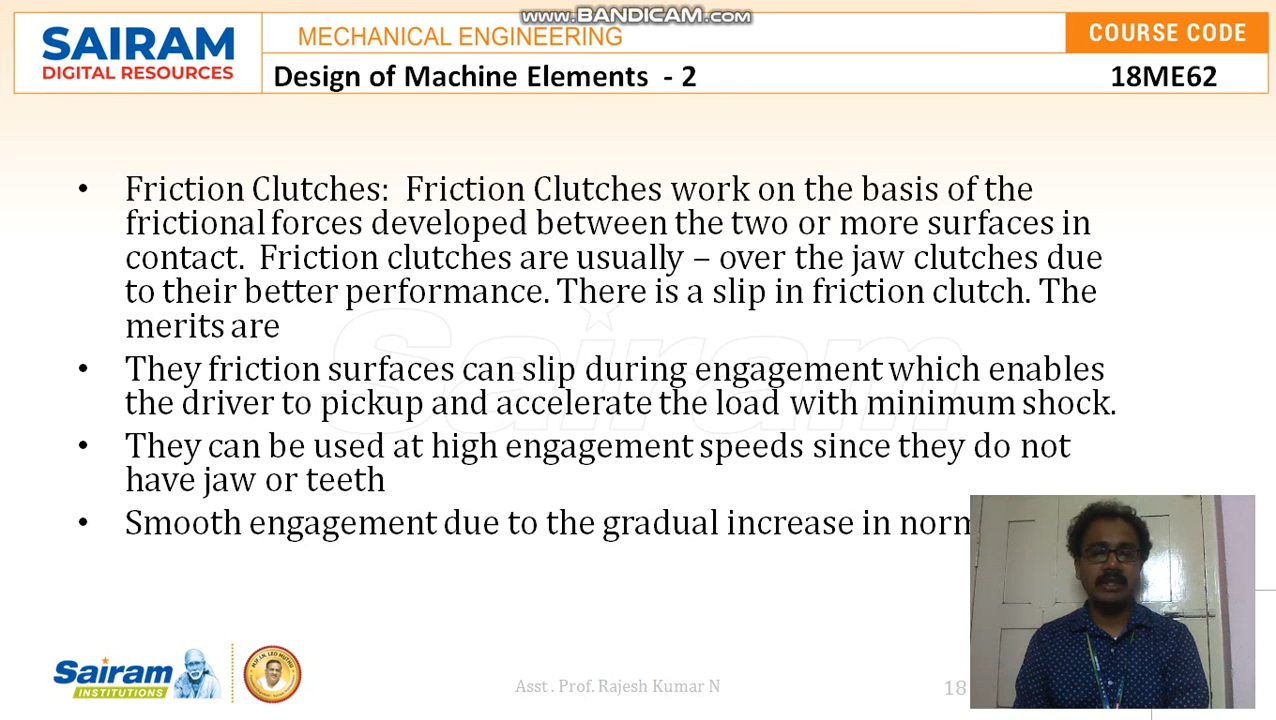 www.BANDICAM.com
SAIRAM
DIGITAL RESOURCES
MECHANICAL ENGINEERING
COURSE CODE
Design of Machine Elements - 2
18ME62
• Friction Clutches: Friction Clutches work on the basis of the
frictional forces developed between the two or more surfaces in
contact. Friction clutches are usually – over the jaw clutches due
to their better performance. There is a slip in friction clutch. The
merits are
• They friction surfaces can slip during engagement which enables
the driver to pickup and accelerate the load with minimum shock.
• They can be used at high engagement speeds since they do not
have jaw or teeth
• Smooth engagement due to the gradual increase in norm
Sairam
Sairam
INSTITUTIONS
Asst . Prof. Rajesh Kumar N
18